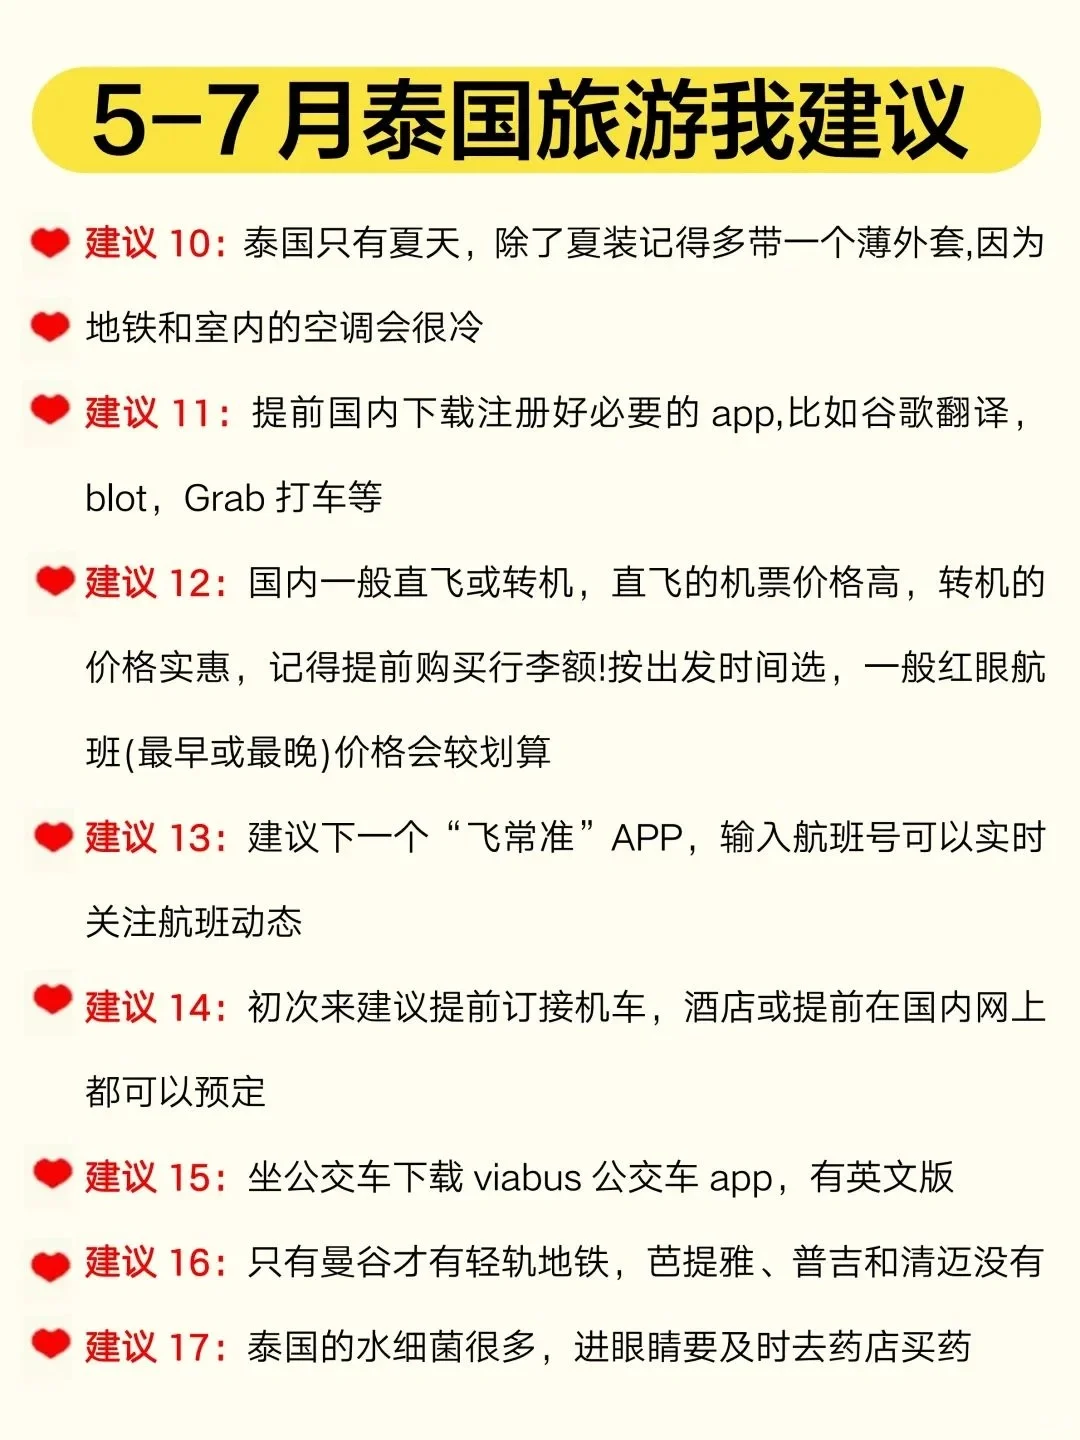 5-7月泰国旅游我建议
建议 10：泰国只有夏天，除了夏装记得多带一个薄外套,因为
地铁和室内的空调会很冷
建议 11：提前国内下载注册好必要的 app,比如谷歌翻译，
blot，Grab 打车等
建议 12：国内一般直飞或转机，直飞的机票价格高，转机的
价格实惠，记得提前购买行李额!按出发时间选，一般红眼航
班(最早或最晚)价格会较划算
建议 13：建议下一个“飞常准”APP，输入航班号可以实时
关注航班动态
建议 14：初次来建议提前订接机车，酒店或提前在国内网上
都可以预定
建议 15：坐公交车下载 viabus 公交车 app，有英文版
建议 16：只有曼谷才有轻轨地铁，芭提雅、普吉和清迈没有
建议 17：泰国的水细菌很多，进眼睛要及时去药店买药